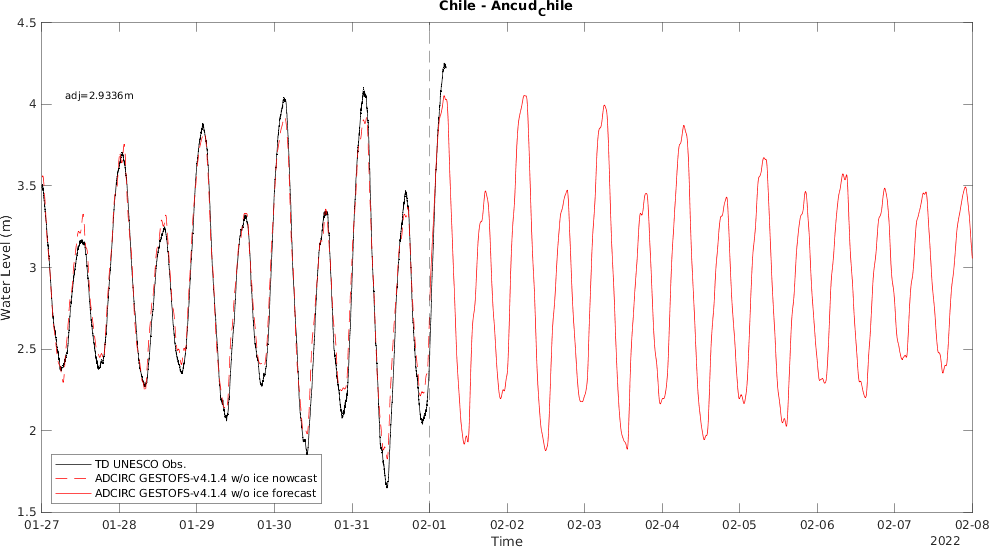 Chile - Ancud_Chile
adj=2.9336m
Water Level (m)
4.5
4
3.5
3
2.5
2
1.5
TD UNESCO Obs.
ADCIRC GESTOFS-v4.1.4 w/o ice nowcast
ADCIRC GESTOFS-v4.1.4 w/o ice forecast
01-27 01-28 01-29 01-30 01-31 02-01 02-02 02-03 02-04 02-05 02-06 02-07 02-08
Time
2022